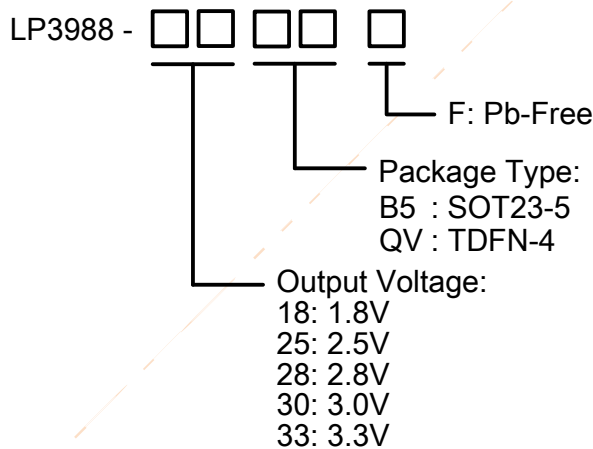 LP3988 - □□ □□ □
F: Pb-Free
Package Type:
B5 : SOT23-5
QV : TDFN-4
Output Voltage:
18: 1.8V
25: 2.5V
28: 2.8V
30: 3.0V
33: 3.3V